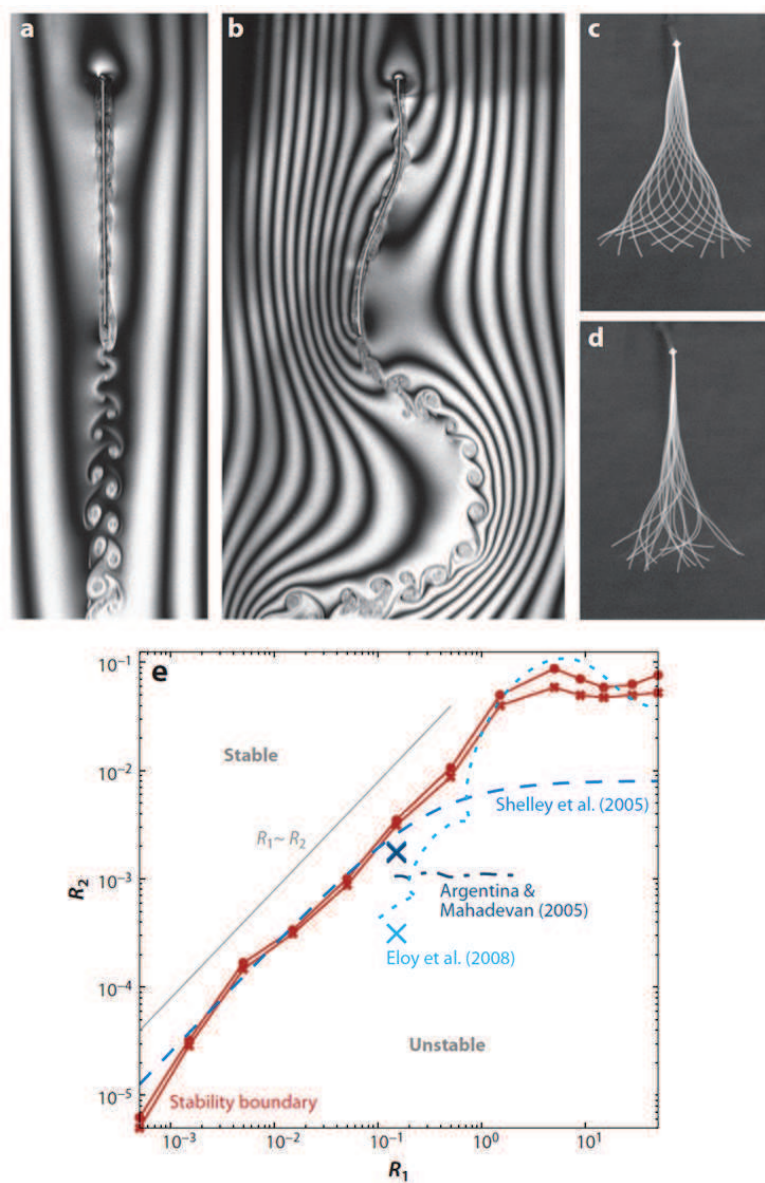 a
b
c
d
e
10⁻¹
10⁻²
10⁻³
10⁻⁴
10⁻⁵
R₂
Stable
R₁~ R₂
Shelley et al. (2005)
Argentina &
Mahadevan (2005)
Eloy et al. (2008)
Unstable
Stability boundary
10⁻³
10⁻²
10⁻¹
10⁰
10¹
R₁